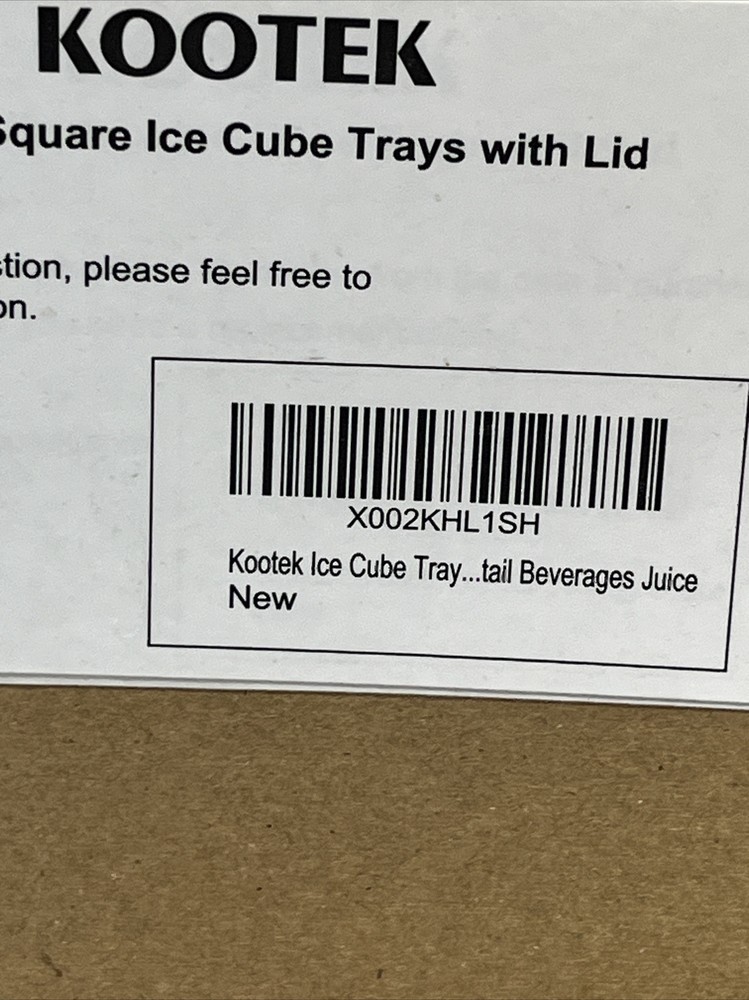 KOOTEK
Square Ice Cube Trays with Lid
stion, please feel free to
on.
X002KHL1SH
Kootek Ice Cube Tray...tail Beverages Juice
New